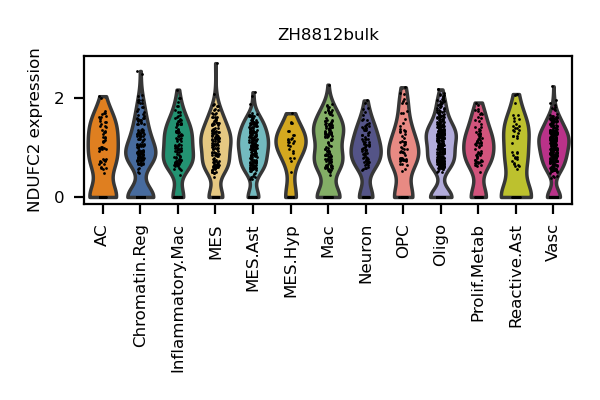 ZH8812bulk
NDUFC2 expression
2
0
AC
Chromatin.Reg
Inflammatory.Mac
MES
MES.Ast
MES.Hyp
Mac
Neuron
OPC
Oligo
Prolif.Metab
Reactive.Ast
Vasc